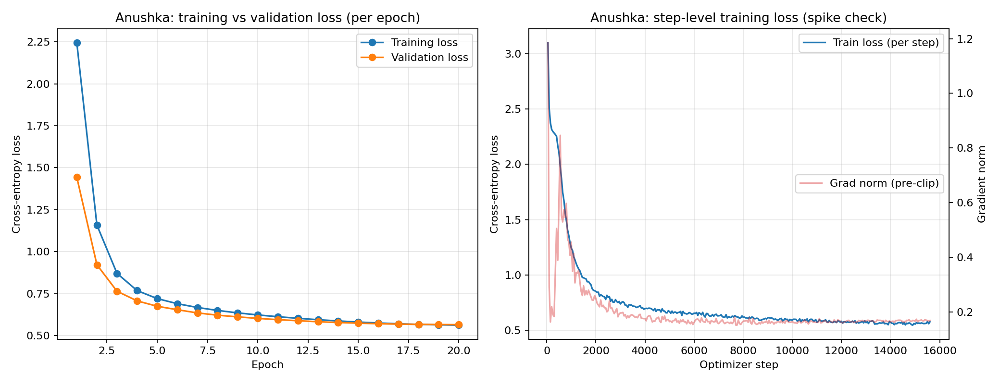 Anushka: training vs validation loss (per epoch)
Training loss
Validation loss
Cross-entropy loss
2.25
2.00
1.75
1.50
1.25
1.00
0.75
0.50
2.5 5.0 7.5 10.0 12.5 15.0 17.5 20.0
Epoch
Anushka: step-level training loss (spike check)
Train loss (per step)
Grad norm (pre-clip)
Cross-entropy loss
3.0
2.5
2.0
1.5
1.0
0.5
1.2
1.0
0.8
0.6
0.4
0.2
Gradient norm
0 2000 4000 6000 8000 10000 12000 14000 16000
Optimizer step